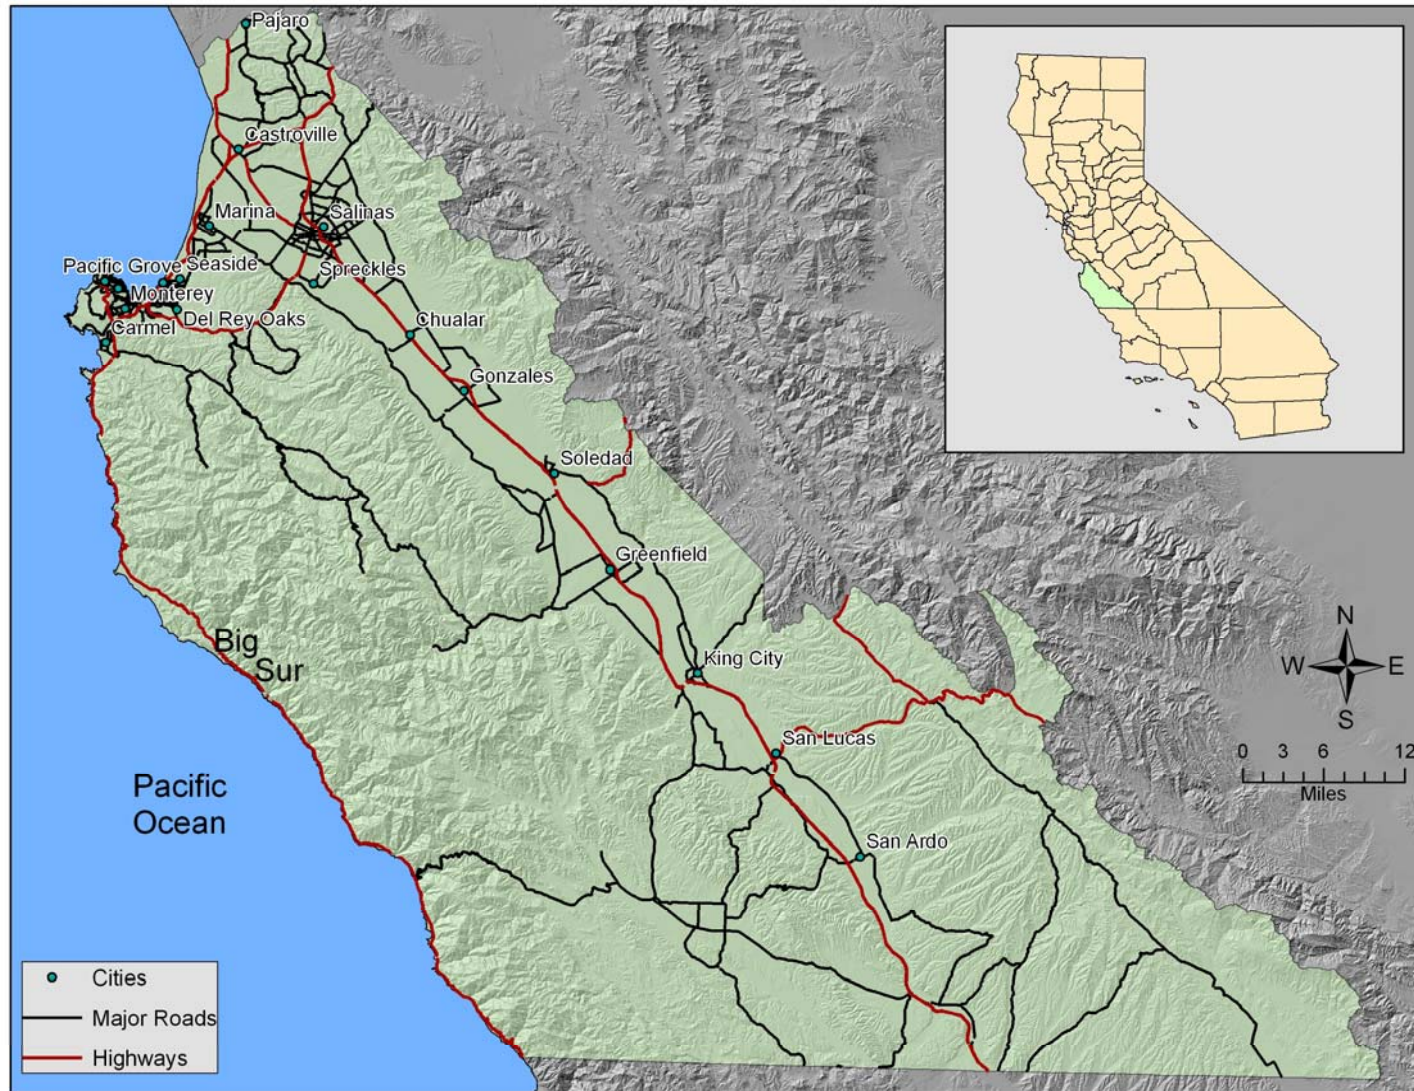 Pajaro
Castroville
Marina
Salinas
Pacific Grove
Seaside
Spreckles
Monterey
Del Rey Oaks
Carmel
Chualar
Gonzales
Soledad
Greenfield
Big
Sur
King City
San Lucas
San Ardo
Pacific
Ocean
N
W
E
S
0 3 6 12
Miles
Cities
Major Roads
Highways